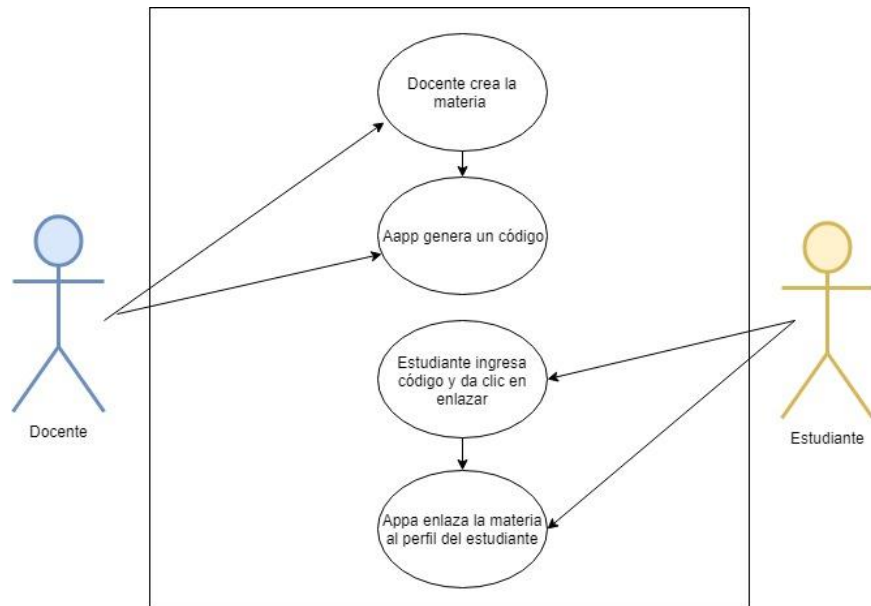 Docente crea la
materia
Aapp genera un código
Estudiante ingresa
código y da clic en
enlazar
Docente
Estudiante
Appa enlaza la materia
al perfil del estudiante